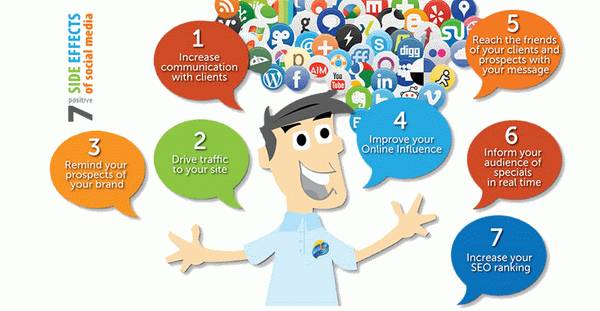 7 positive
SIDE EFFECTS
of social media
1
Increase
communication
with clients
2
Drive traffic
to your site
3
Remind your
prospects
of your brand
4
Improve your
Online Influence
5
Reach the friends
of your clients and
prospects with
your message
6
Inform your
audience of
specials
in real time
7
Increase your
SEO ranking
digg
AIM
You
Tube